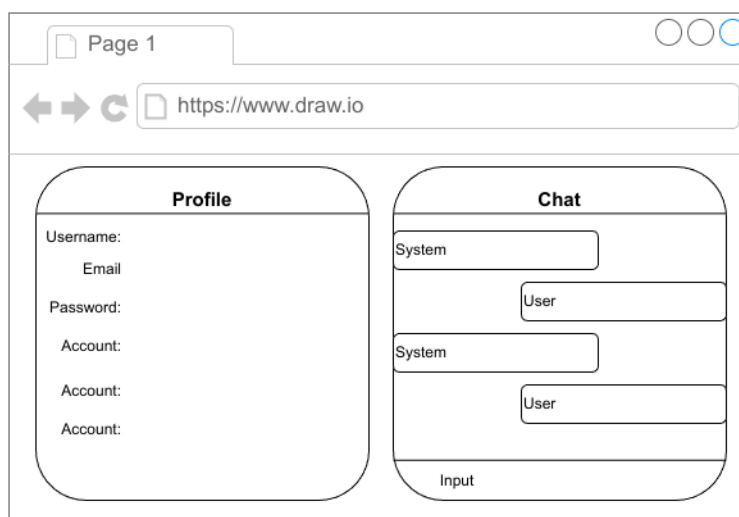 Page 1
https://www.draw.io
Profile
Username:
Email
Password:
Account:
Account:
Account:
Chat
System
User
System
User
Input